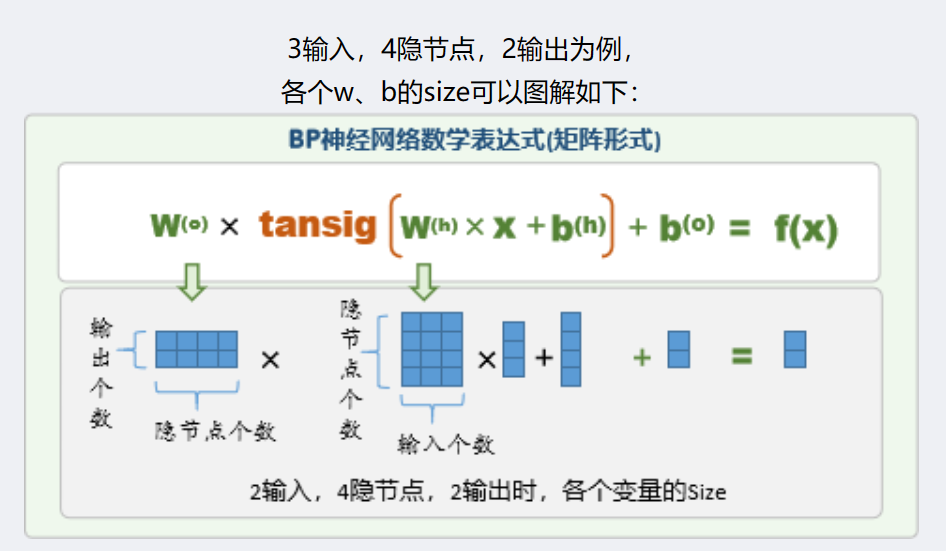 3输入，4隐节点，2输出为例，
各个w、b的size可以图解如下：
BP神经网络数学表达式(矩阵形式)
W(o) × tansig (W(h) × x + b(h)) + b(o) = f(x)
输出个数
隐节点个数
×
隐节点个数
输入个数
× + + =
2输入，4隐节点，2输出时，各个变量的Size